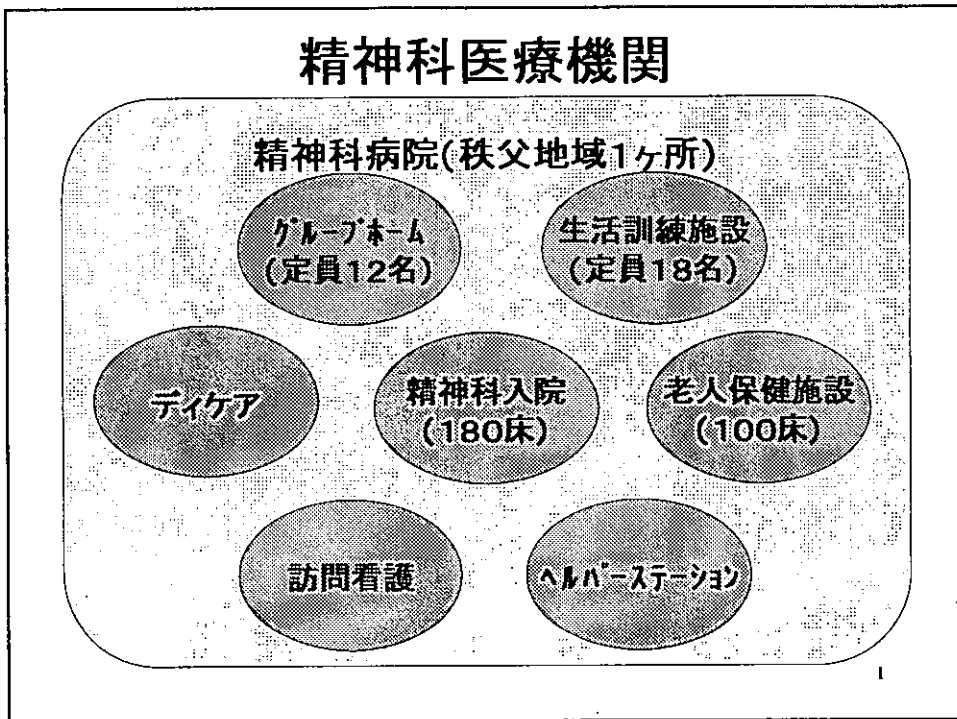 精神科医療機関
精神科病院(秩父地域1ヶ所)
ｸﾞﾙｰﾌﾟﾎｰﾑ
(定員12名)
生活訓練施設
(定員18名)
ディケア
精神科入院
(180床)
老人保健施設
(100床)
訪問看護
ﾍﾙﾊﾟｰｽﾃｰｼｮﾝ
1